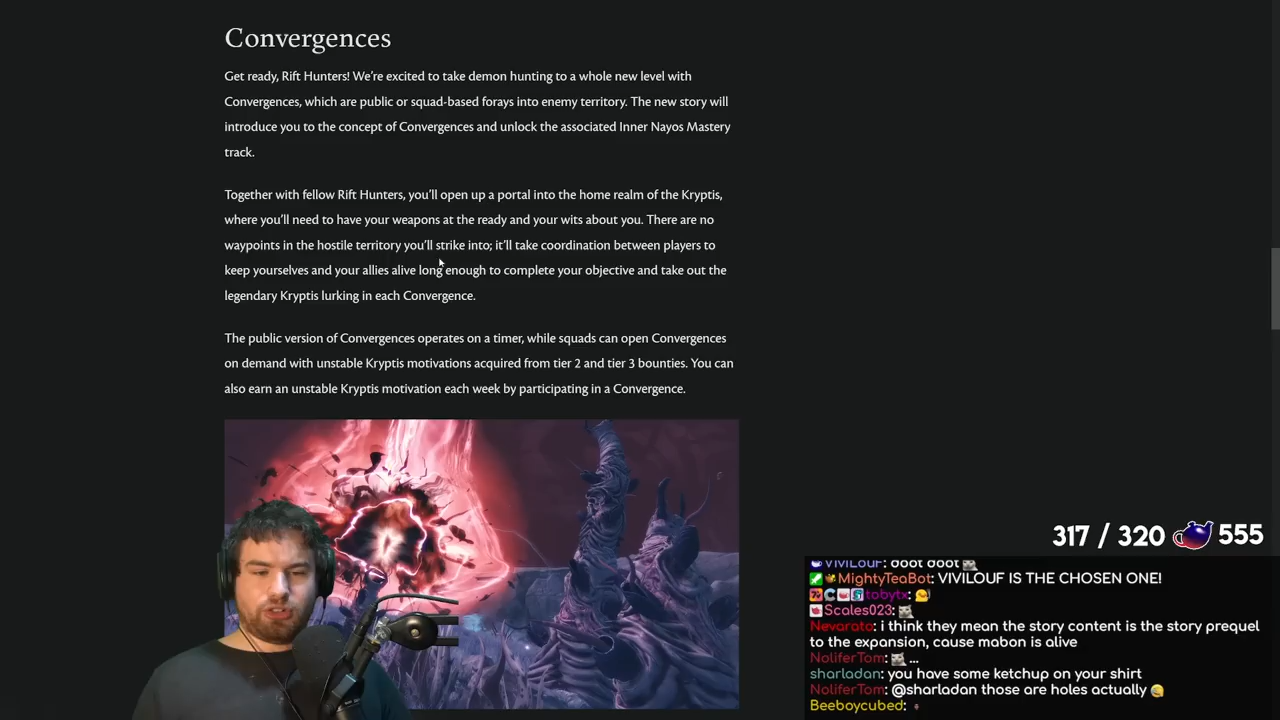 Convergences
Get ready, Rift Hunters! We're excited to take demon hunting to a whole new level with
Convergences, which are public or squad-based forays into enemy territory. The new story will
introduce you to the concept of Convergences and unlock the associated Inner Nayos Mastery
track.
Together with fellow Rift Hunters, you'll open up a portal into the home realm of the Kryptis,
where you'll need to have your weapons at the ready and your wits about you. There are no
waypoints in the hostile territory you'll strike into; it'll take coordination between players to
keep yourselves and your allies alive long enough to complete your objective and take out the
legendary Kryptis lurking in each Convergence.
The public version of Convergences operates on a timer, while squads can open Convergences
on demand with unstable Kryptis motivations acquired from tier 2 and tier 3 bounties. You can
also earn an unstable Kryptis motivation each week by participating in a Convergence.
317 / 320 555
VIVILouF: doot doot
MightyTeaBot: VIVILOUF IS THE CHOSEN ONE!
tobytx:
Scales023:
Nevarato: i think they mean the story content is the story prequel
to the expansion, cause mabon is alive
NoliferTom: ...
sharladan: you have some ketchup on your shirt
NoliferTom: @sharladan those are holes actually
Beeboycubed: